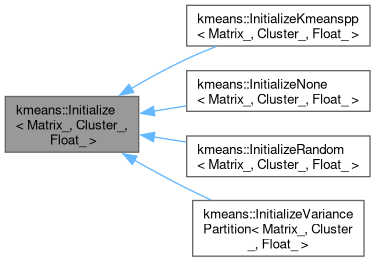 kmeans::InitializeKmeanspp
< Matrix_, Cluster_, Float_ >
kmeans::InitializeNone
< Matrix_, Cluster_, Float_ >
kmeans::Initialize
< Matrix_, Cluster_,
Float_ >
kmeans::InitializeRandom
< Matrix_, Cluster_, Float_ >
kmeans::InitializeVariance
Partition< Matrix_, Cluster
_, Float_ >